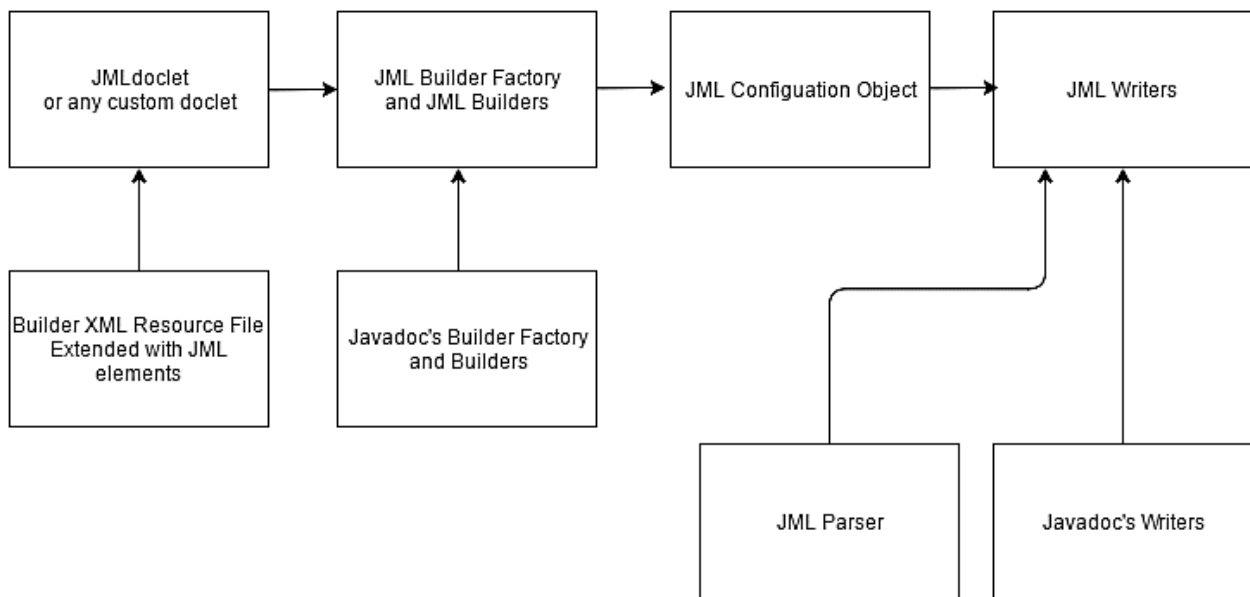 JMLdoclet
or any custom doclet
JML Builder Factory
and JML Builders
JML Configuation Object
JML Writers
Builder XML Resource File
Extended with JML
elements
Javadoc's Builder Factory
and Builders
JML Parser
Javadoc's Writers